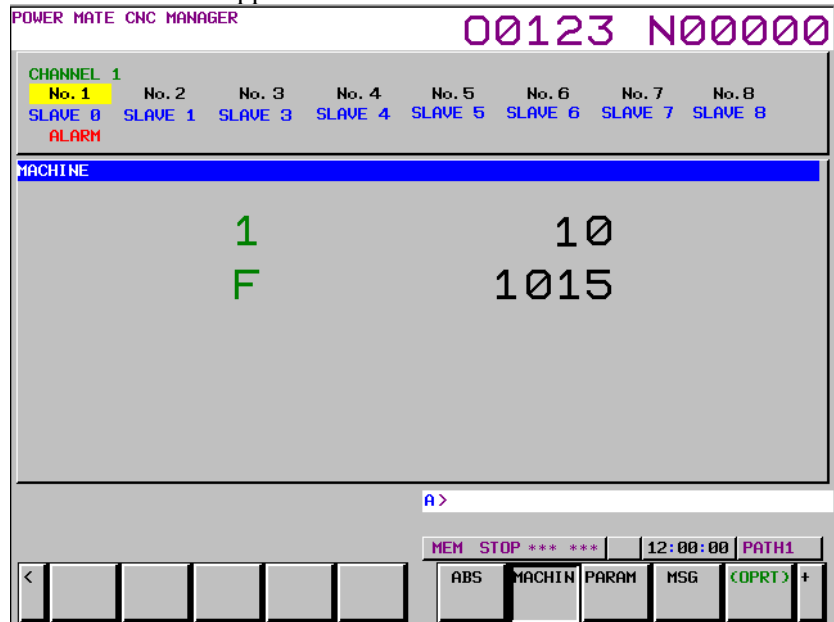 POWER MATE CNC MANAGER
O0123 N00000
CHANNEL 1
No. 1 No. 2 No. 3 No. 4 No. 5 No. 6 No. 7 No. 8
SLAVE 0 SLAVE 1 SLAVE 3 SLAVE 4 SLAVE 5 SLAVE 6 SLAVE 7 SLAVE 8
ALARM
MACHINE
1 10
F 1015
A>
MEM STOP *** *** 12:00:00 PATH1
< ABS MACHIN PARAM MSG (OPRT) +